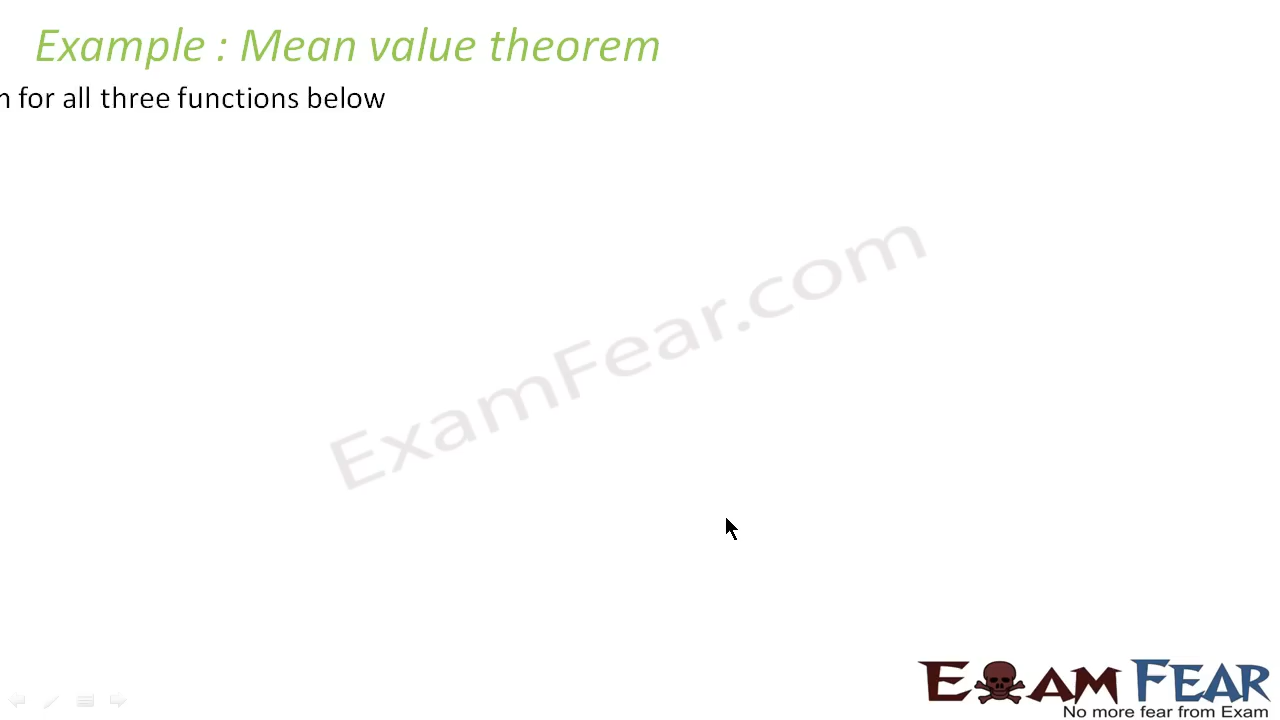 Example : Mean value theorem
n for all three functions below
ExamFear.com
EXAM FEAR
No more fear from Exam